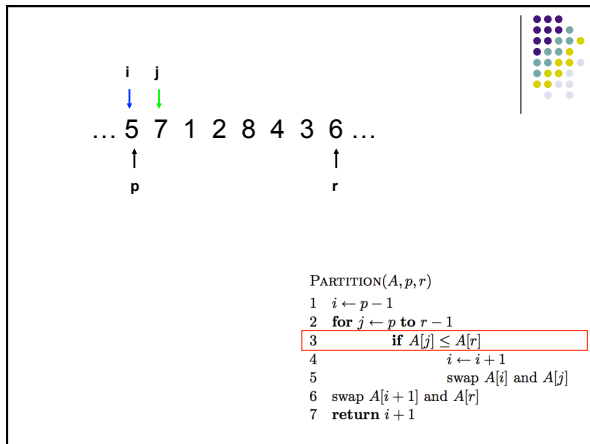 i j
… 5 7 1 2 8 4 3 6 …
p r
PARTITION(A, p, r)
1 i ← p − 1
2 for j ← p to r − 1
3 if A[j] ≤ A[r]
4 i ← i + 1
5 swap A[i] and A[j]
6 swap A[i + 1] and A[r]
7 return i + 1